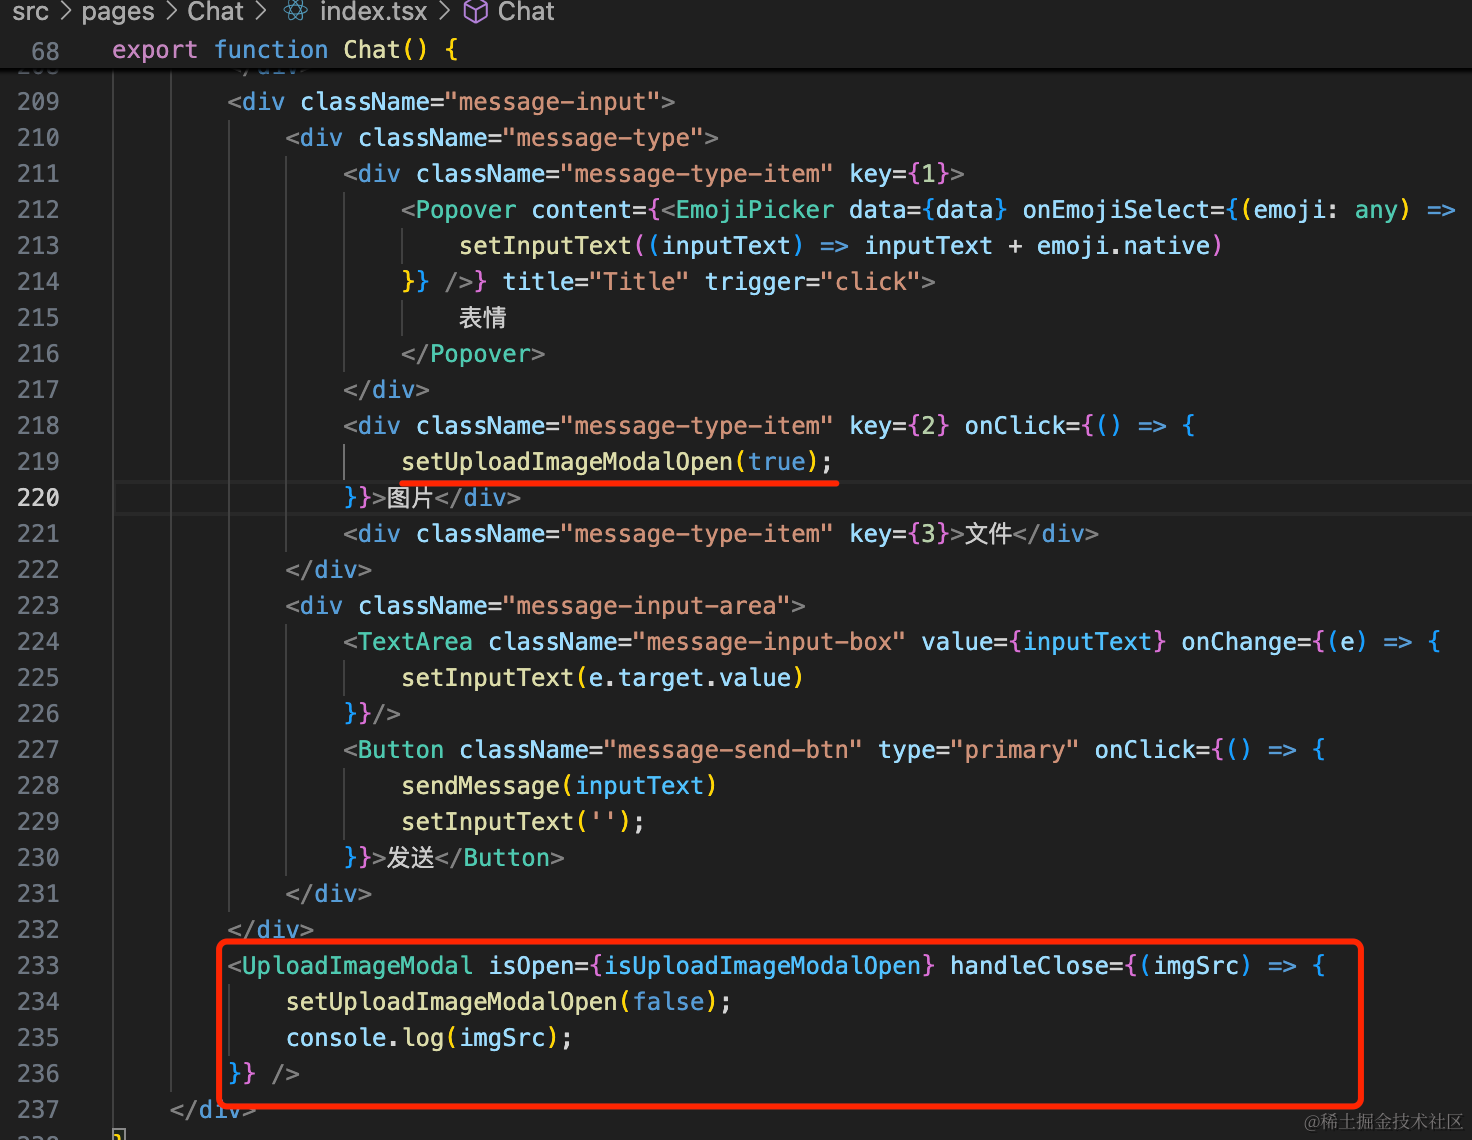 src > pages > Chat > index.tsx > Chat
68 export function Chat() {
208 </div>
209 <div className="message-input">
210 <div className="message-type">
211 <div className="message-type-item" key={1}>
212 <Popover content={<EmojiPicker data={data} onEmojiSelect={(emoji: any) =>
213 setInputText((inputText) => inputText + emoji.native)
214 }} />} title="Title" trigger="click">
215 表情
216 </Popover>
217 </div>
218 <div className="message-type-item" key={2} onClick={() => {
219 setUploadImageModalOpen(true);
220 }}>图片</div>
221 <div className="message-type-item" key={3}>文件</div>
222 </div>
223 <div className="message-input-area">
224 <TextArea className="message-input-box" value={inputText} onChange={(e) => {
225 setInputText(e.target.value)
226 }}/>
227 <Button className="message-send-btn" type="primary" onClick={() => {
228 sendMessage(inputText)
229 setInputText('');
230 }}>发送</Button>
231 </div>
232 </div>
233 <UploadImageModal isOpen={isUploadImageModalOpen} handleClose={(imgSrc) => {
234 setUploadImageModalOpen(false);
235 console.log(imgSrc);
236 }} />
237 </div>
238 }
@稀土掘金技术社区